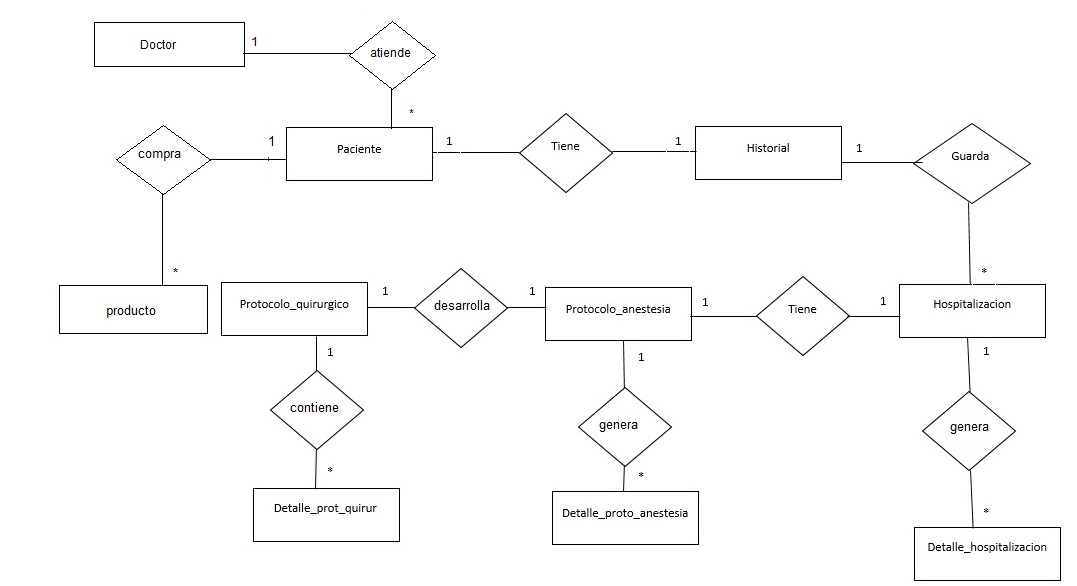 Doctor
1
atiende
*
compra
1
Paciente
1
Tiene
1
Historial
1
Guarda
*
producto
Protocolo_quirurgico
1
desarrolla
1
Protocolo_anestesia
1
Tiene
1
*
Hospitalizacion
1
contiene
*
Detalle_prot_quirur
1
genera
*
Detalle_proto_anestesia
1
genera
*
Detalle_hospitalizacion